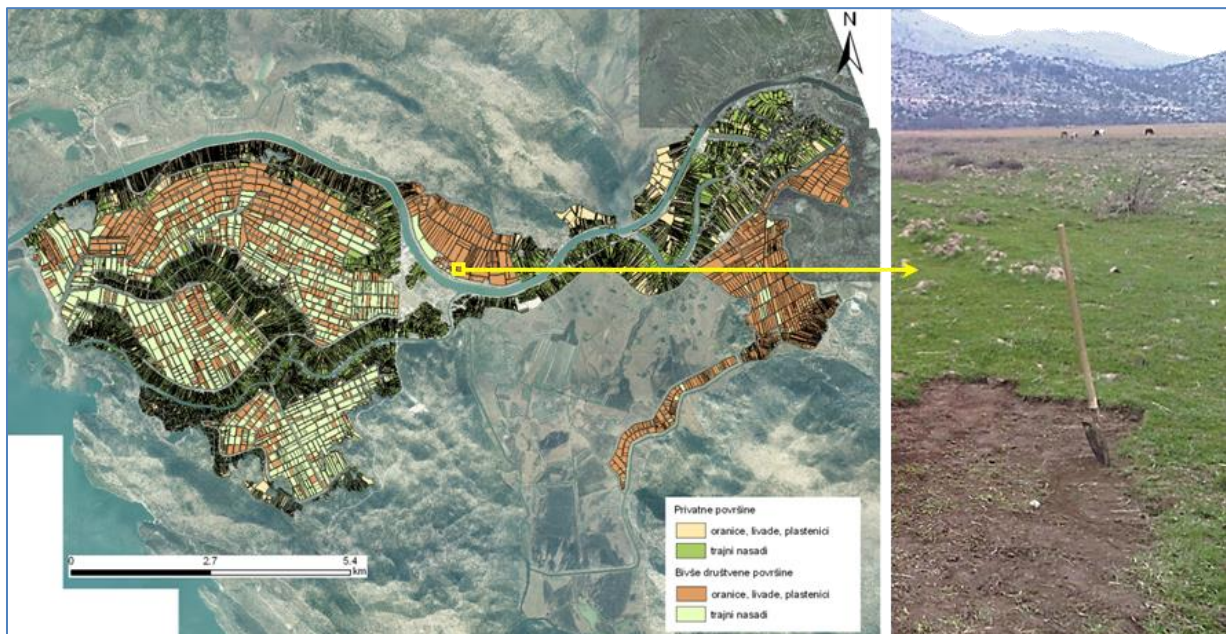 N
0
2.7
5.4
km
Privatne površine
oranice, livade, plastenici
trajni nasadi
Bivše društvene površine
oranice, livade, plastenici
trajni nasadi